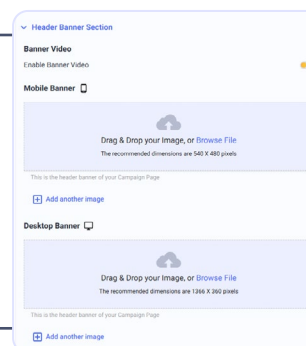 Header Banner Section
Banner Video
Enable Banner Video
Mobile Banner
Drag & Drop your Image, or Browse File
The recommended dimensions are 540 X 480 pixels
This is the header banner of your Campaign Page
Add another image
Desktop Banner
Drag & Drop your Image, or Browse File
The recommended dimensions are 1366 X 360 pixels
This is the header banner of your Campaign Page
Add another image